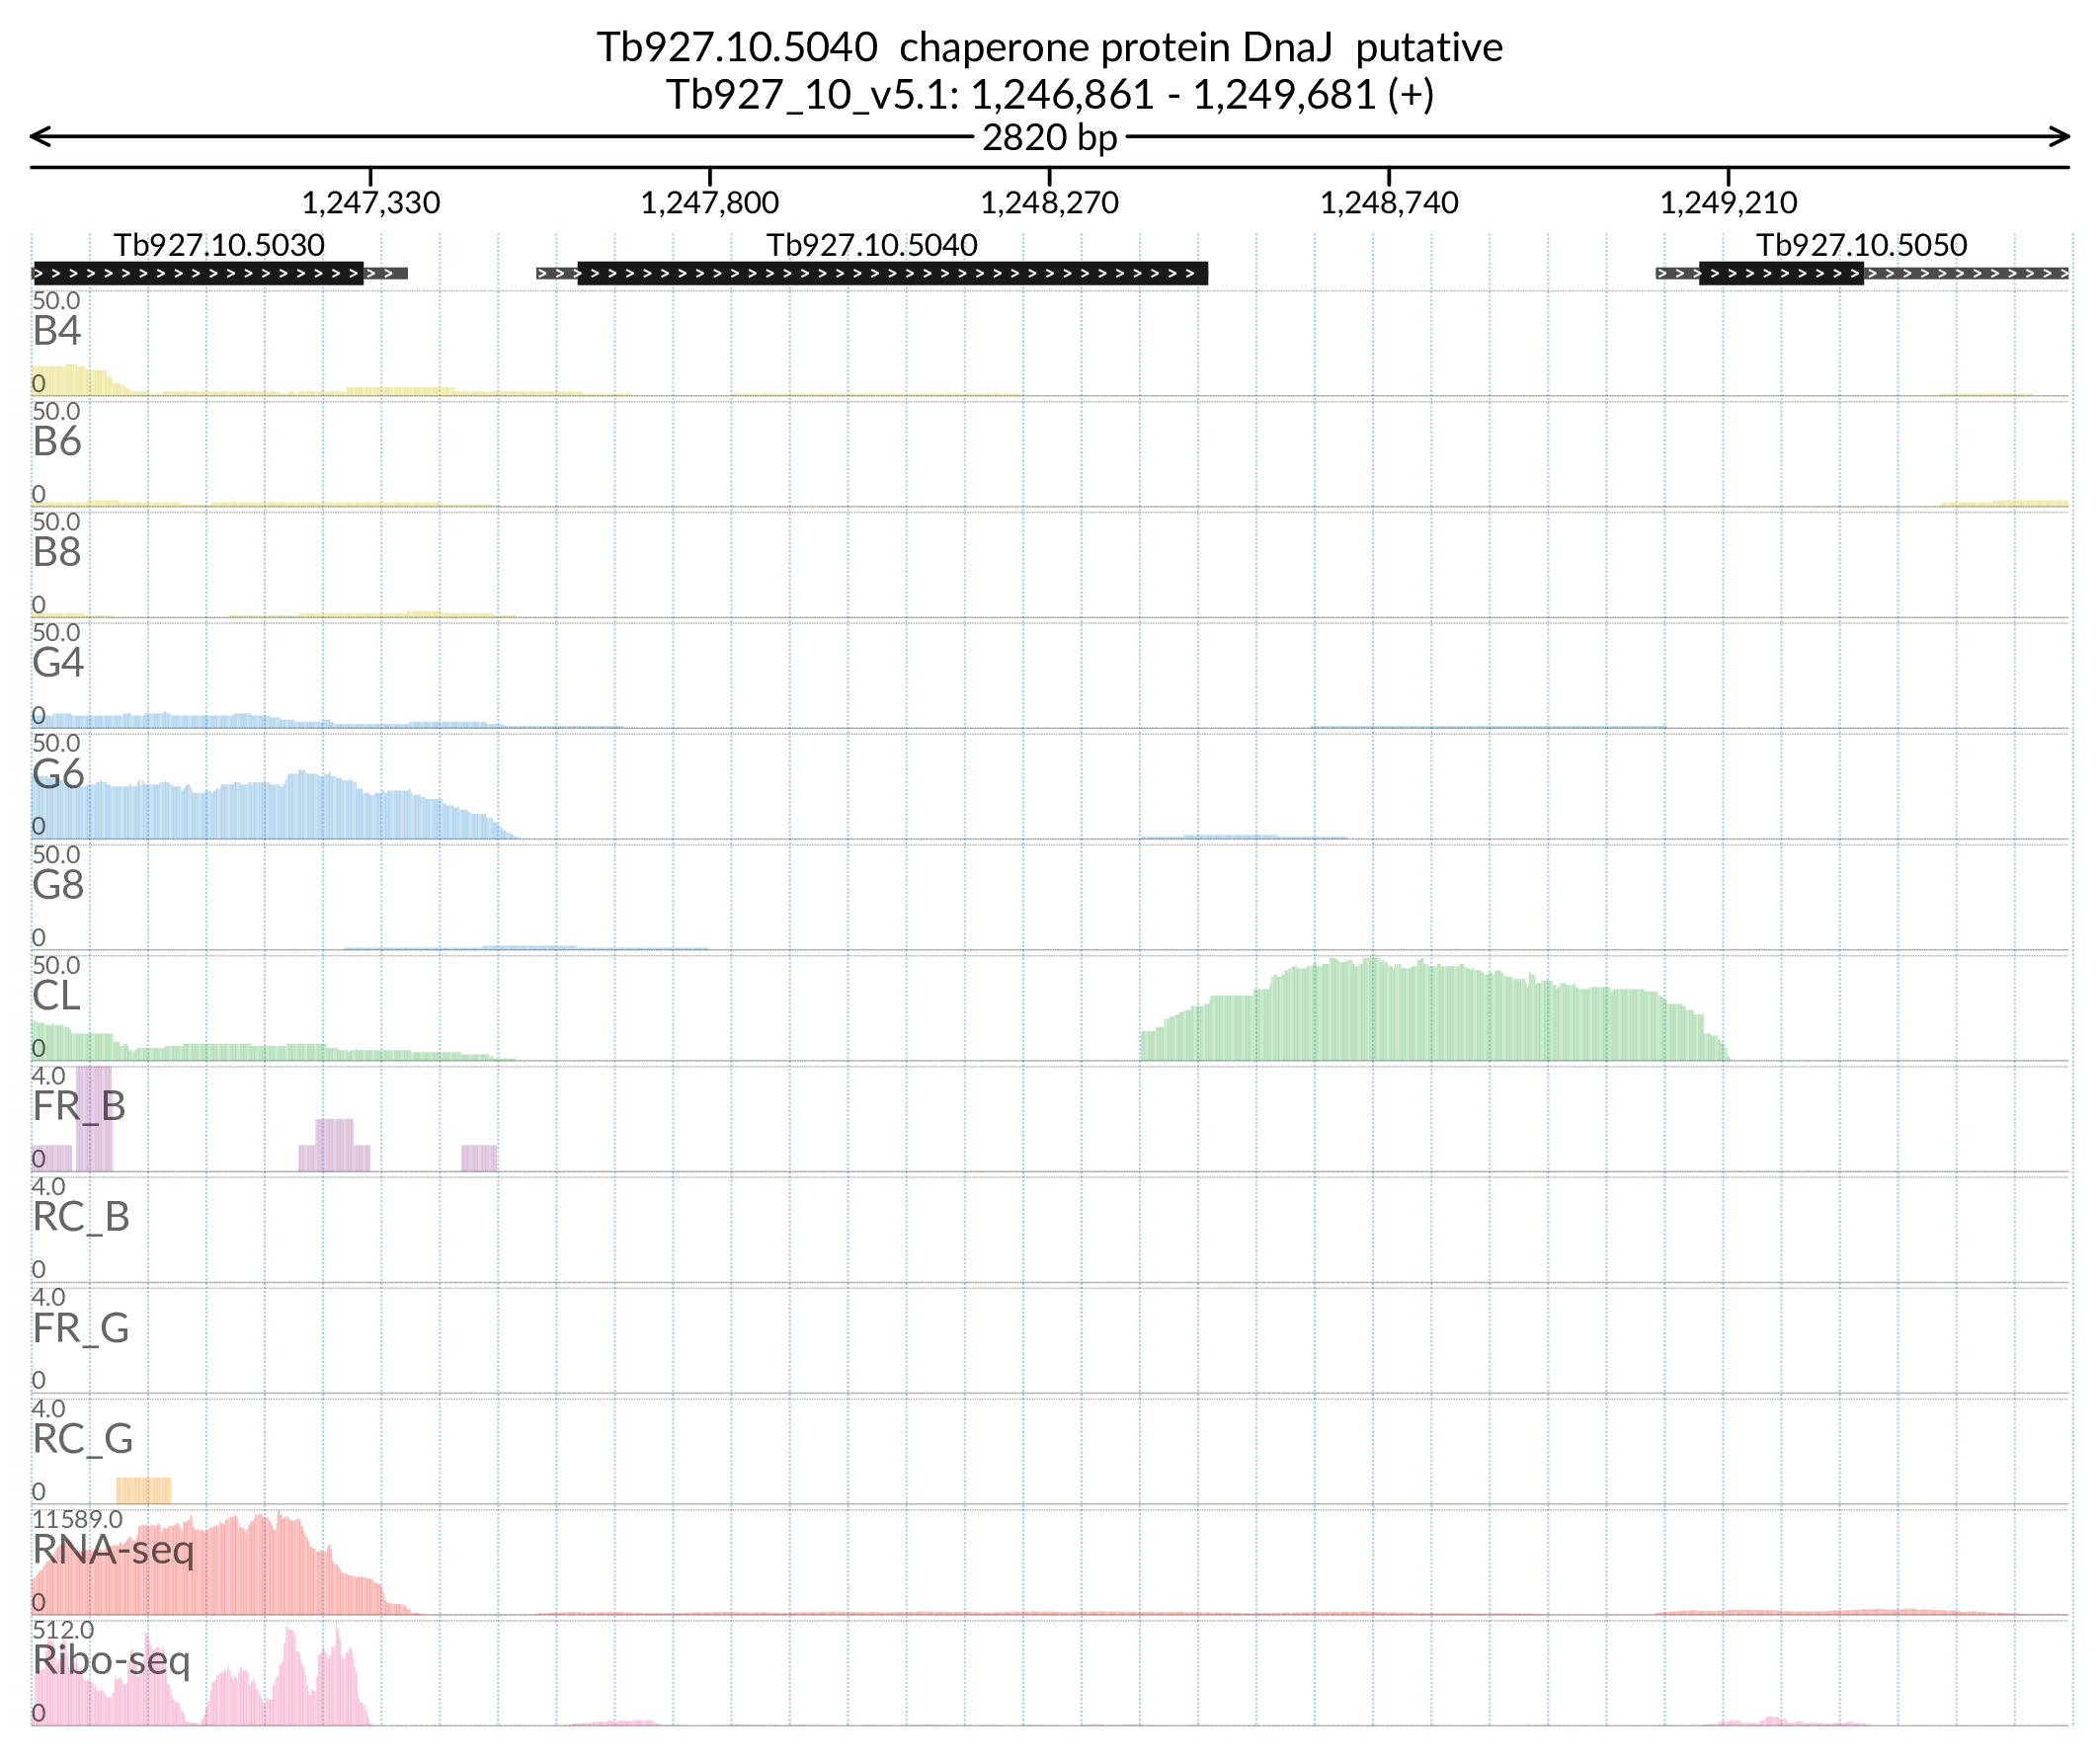 Tb927.10.5040  chaperone protein DnaJ  putative
Tb927_10_v5.1: 1,246,861 - 1,249,681 (+)
2820 bp
1,247,330 1,247,800 1,248,270 1,248,740 1,249,210
Tb927.10.5030 Tb927.10.5040 Tb927.10.5050
50.0
B4
0
50.0
B6
0
50.0
B8
0
50.0
G4
0
50.0
G6
0
50.0
G8
0
50.0
CL
0
4.0
FR_B
0
4.0
RC_B
0
4.0
FR_G
0
4.0
RC_G
0
11589.0
RNA-seq
0
512.0
Ribo-seq
0